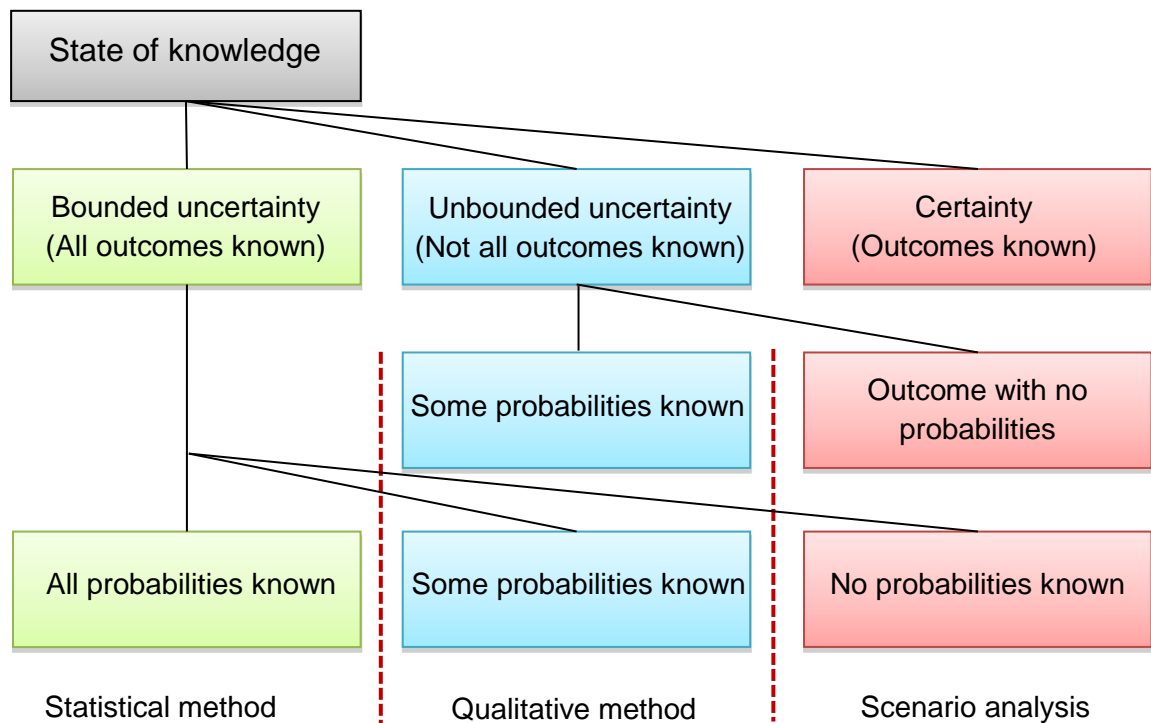 State of knowledge
Bounded uncertainty
(All outcomes known)
Unbounded uncertainty
(Not all outcomes known)
Certainty
(Outcomes known)
Some probabilities known
Outcome with no
probabilities
All probabilities known
Some probabilities known
No probabilities known
Statistical method
Qualitative method
Scenario analysis